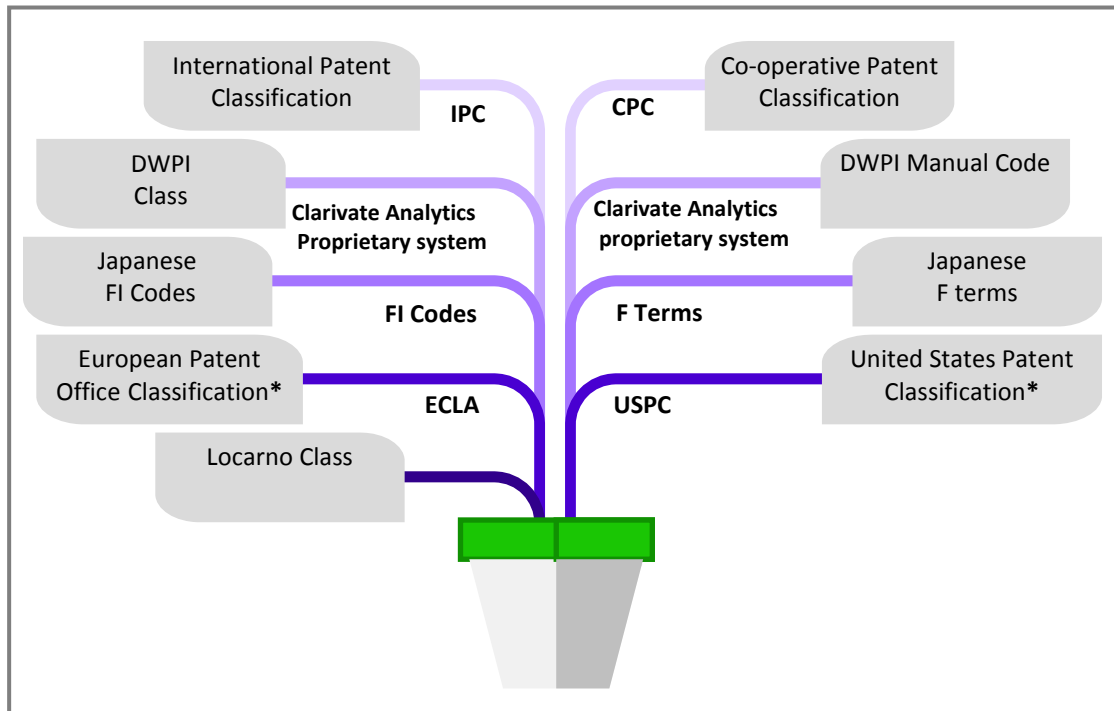 International Patent
Classification
IPC
Co-operative Patent
Classification
CPC
DWPI
Class
Clarivate Analytics
Proprietary system
DWPI Manual Code
Clarivate Analytics
proprietary system
Japanese
FI Codes
FI Codes
Japanese
F terms
F Terms
European Patent
Office Classification*
ECLA
United States Patent
Classification*
USPC
Locarno Class